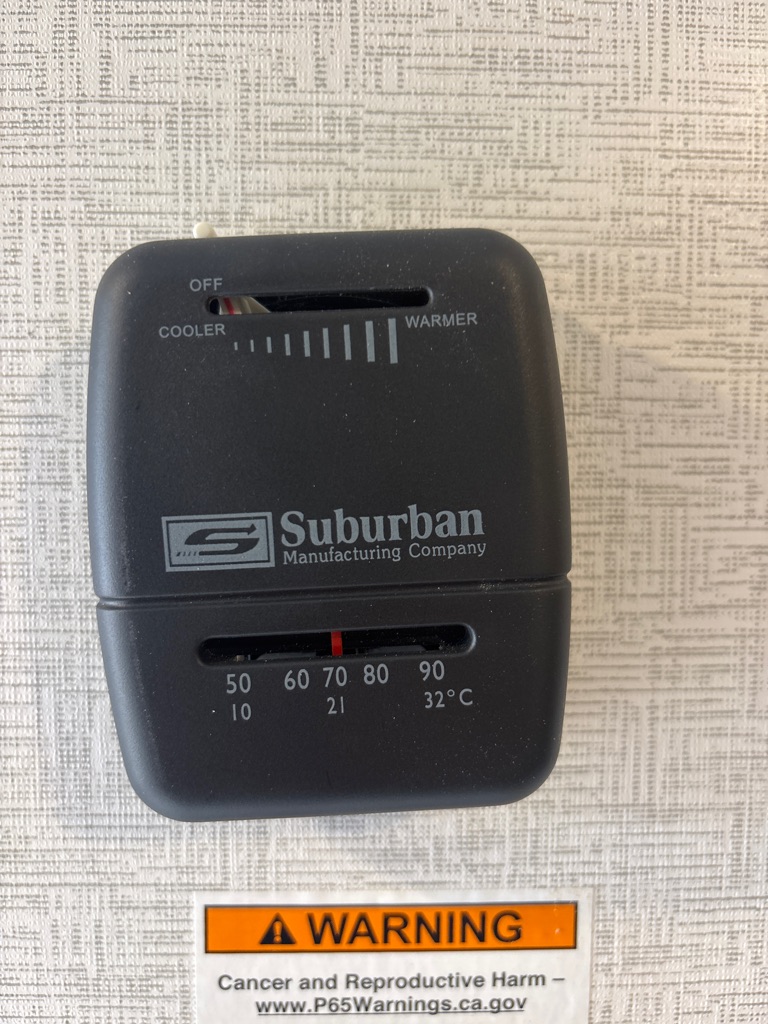 OFF
COOLER WARMER
Suburban
Manufacturing Company
50 60 70 80 90
10 21 32°C
WARNING
Cancer and Reproductive Harm –
www.P65Warnings.ca.gov